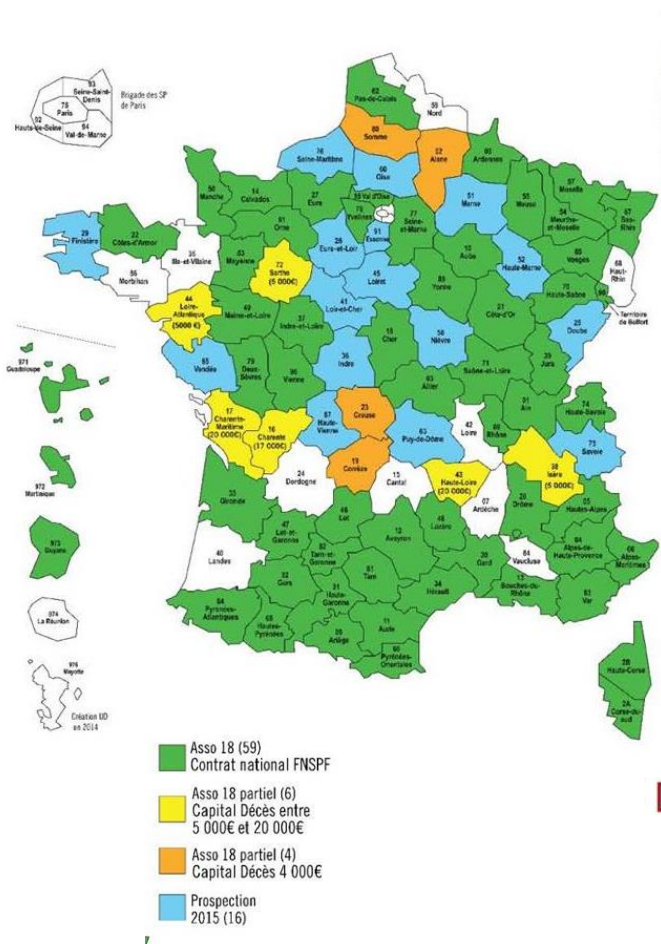 93
Seine-Saint-
Denis
75
Paris
92
Hauts-de-Seine
94
Val-de-Marne
Brigade des SP
de Paris
62
Pas-de-Calais
59
Nord
80
Somme
02
Aisne
76
Seine-Maritime
60
Oise
Ardennes
50
Manche
14
Calvados
27
Eure
95 Val d'Oise
78
Yvelines
91
Essonne
77
Seine-
et-Marne
51
Marne
55
Meuse
57
Moselle
54
Meurthe-
et-Moselle
67
Bas-
Rhin
29
Finistère
22
Côtes-d'Armor
56
Morbihan
35
Ille-et-Vilaine
53
Mayenne
61
Orne
72
Sarthe
(5 000€)
28
Eure-et-Loir
45
Loiret
10
Aube
52
Haute-Marne
88
Vosges
68
Haut-
Rhin
44
Loire-
Atlantique
(5000 €)
49
Maine-et-Loire
37
Indre-et-Loire
41
Loir-et-Cher
18
Cher
89
Yonne
58
Nièvre
21
Côte-d'Or
70
Haute-Saône
90
Territoire
de Belfort
25
Doubs
85
Vendée
79
Deux-
Sèvres
86
Vienne
36
Indre
03
Allier
71
Saône-et-Loire
39
Jura
17
Charente-
Maritime
(20 000€)
16
Charente
(17 000€)
87
Haute-
Vienne
23
Creuse
63
Puy-de-Dôme
42
Loire
69
Rhône
01
Ain
74
Haute-Savoie
73
Savoie
24
Dordogne
19
Corrèze
15
Cantal
43
Haute-Loire
(20 000€)
07
Ardèche
38
Isère
(5 000€)
26
Drôme
05
Hautes-Alpes
33
Gironde
40
Landes
47
Lot-et-
Garonne
46
Lot
82
Tarn-et-
Garonne
12
Aveyron
48
Lozère
30
Gard
84
Vaucluse
04
Alpes-de-
Haute-Provence
06
Alpes-
Maritimes
64
Pyrénées-
Atlantiques
32
Gers
65
Hautes-
Pyrénées
31
Haute-
Garonne
81
Tarn
34
Hérault
13
Bouches-du-
Rhône
83
Var
09
Ariège
11
Aude
Pyrénées-
Orientales
2B
Haute-Corse
2A
Corse-du-
sud
971
Guadeloupe
972
Martinique
973
Guyane
974
La Réunion
976
Mayotte
Création UD
en 2014
Asso 18 (59)
Contrat national FNSPF
Asso 18 partiel (6)
Capital Décès entre
5 000€ et 20 000€
Asso 18 partiel (4)
Capital Décès 4 000€
Prospection
2015 (16)